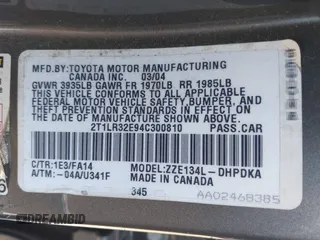 MFD.BY:TOYOTA MOTOR MANUFACTURING
CANADA INC. 03/04
GVWR 3935LB GAWR FR 1970LB RR 1985LB
THIS VEHICLE CONFORMS TO ALL APPLICABLE
FEDERAL MOTOR VEHICLE SAFETY,BUMPER, AND
THEFT PREVENTION STANDARDS IN EFFECT ON
THE DATE OF MANUFACTURE SHOWN ABOVE.
2T1LR32E94C300810 PASS.CAR
C/TR:1E3/FA14 MODEL:ZZE134L-DHPDKA
A/TM:-04A/U341F MADE IN CANADA
345 AA02468385
© DREAMBID STAT.VIN